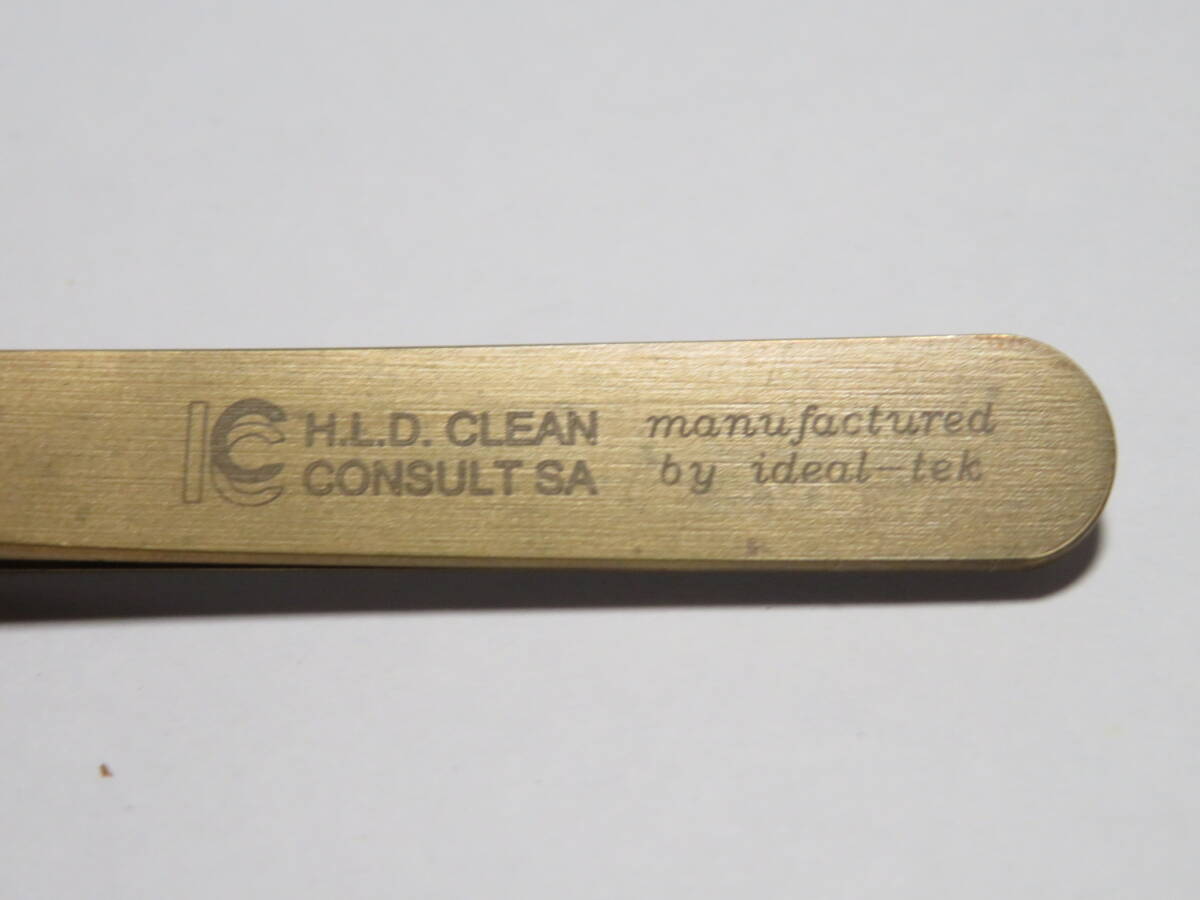 H.L.D. CLEAN
CONSULT SA
manufactured
by ideal-tek